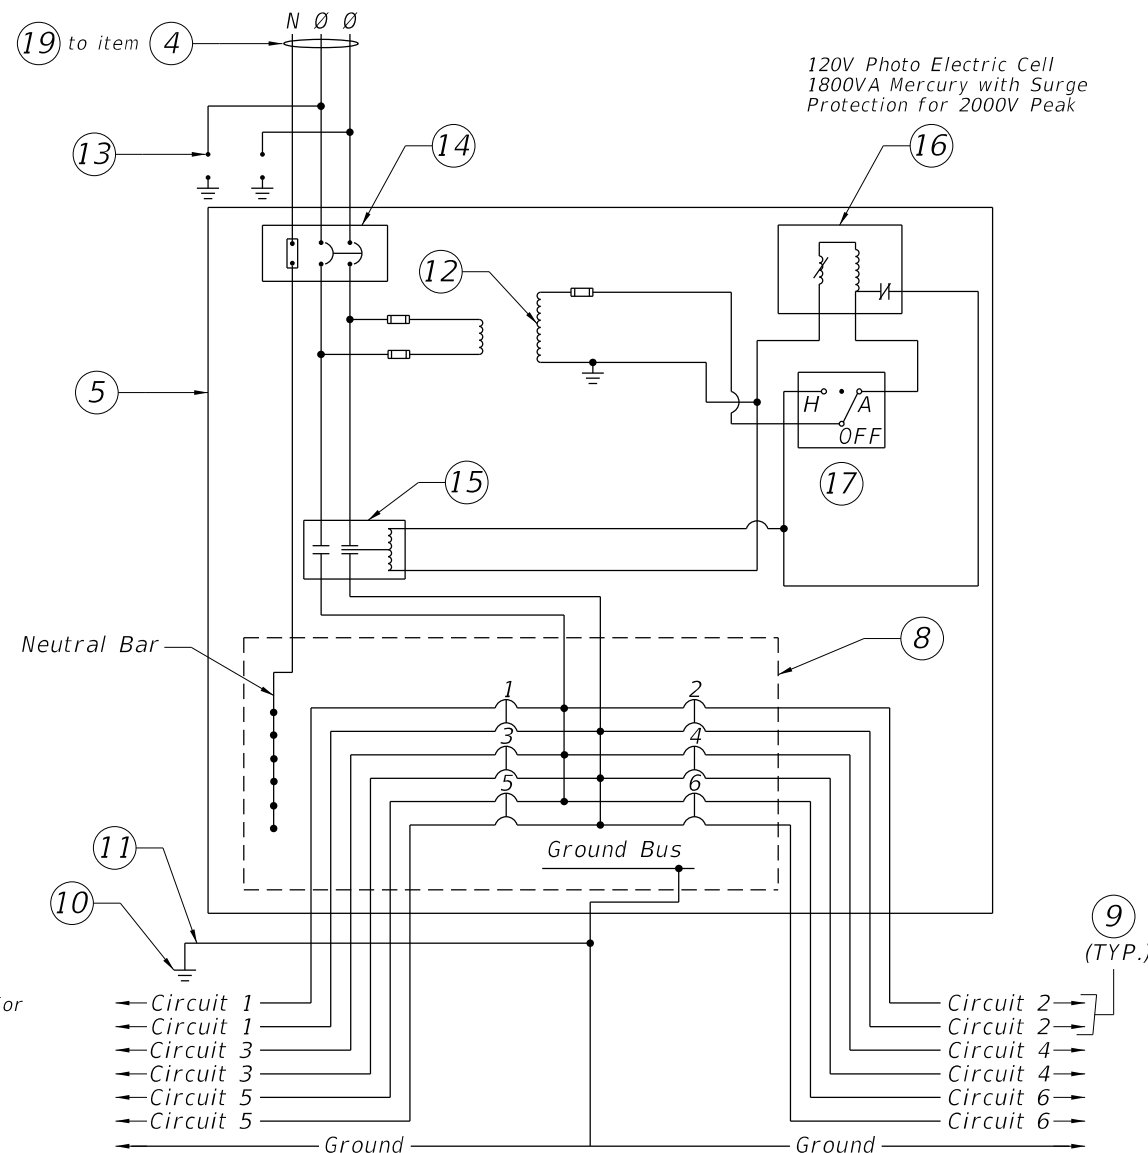 N Ø Ø
19 to item 4
120V Photo Electric Cell
1800VA Mercury with Surge
Protection for 2000V Peak
13
14
16
12
5
H A
OFF
17
15
Neutral Bar
8
1 2
3 4
5 6
Ground Bus
11
10
9
(TYP.)
for
Circuit 1 Circuit 2
Circuit 1 Circuit 2
Circuit 3 Circuit 4
Circuit 3 Circuit 4
Circuit 5 Circuit 6
Circuit 5 Circuit 6
Ground Ground